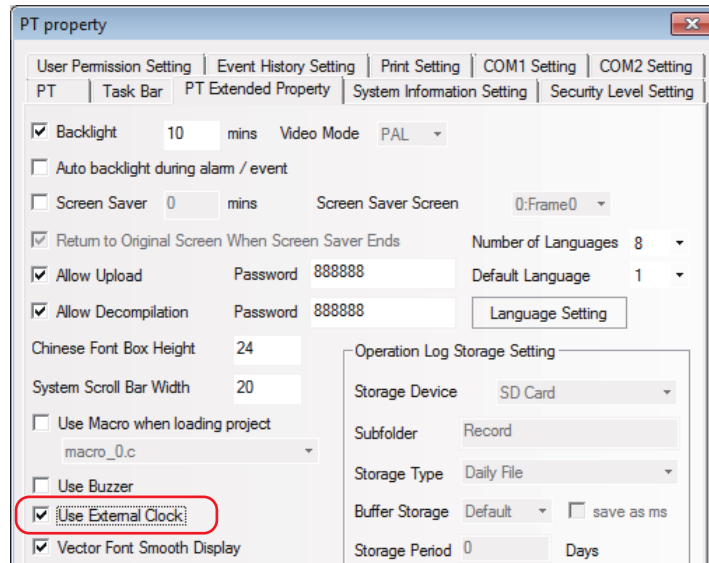 PT property
User Permission Setting Event History Setting Print Setting COM1 Setting COM2 Setting
PT Task Bar PT Extended Property System Information Setting Security Level Setting
Backlight 10 mins Video Mode PAL
Auto backlight during alarm / event
Screen Saver 0 mins Screen Saver Screen 0:Frame0
Return to Original Screen When Screen Saver Ends Number of Languages 8
Allow Upload Password 888888 Default Language 1
Allow Decompilation Password 888888 Language Setting
Chinese Font Box Height 24 Operation Log Storage Setting
System Scroll Bar Width 20 Storage Device SD Card
Use Macro when loading project Subfolder Record
macro_0.c
Storage Type Daily File
Use Buzzer
Use External Clock Buffer Storage Default save as ms
Vector Font Smooth Display Storage Period 0 Days